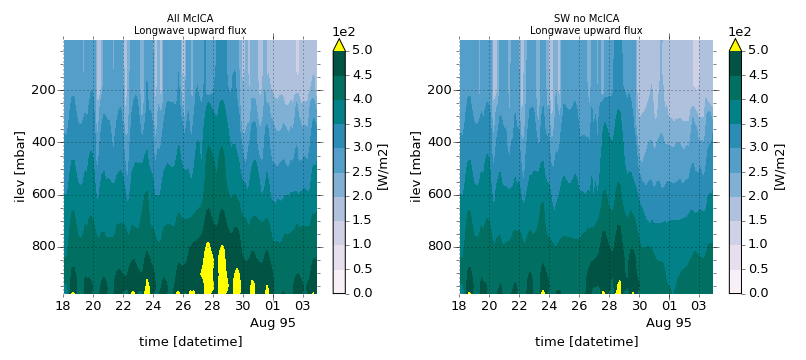 All McICA
Longwave upward flux
1e2
5.0
4.5
4.0
3.5
3.0
2.5
2.0
1.5
1.0
0.5
0.0
[W/m2]
ilev [mbar]
200
400
600
800
18 20 22 24 26 28 30 01 03
Aug 95
time [datetime]
SW no McICA
Longwave upward flux
1e2
5.0
4.5
4.0
3.5
3.0
2.5
2.0
1.5
1.0
0.5
0.0
[W/m2]
ilev [mbar]
200
400
600
800
18 20 22 24 26 28 30 01 03
Aug 95
time [datetime]